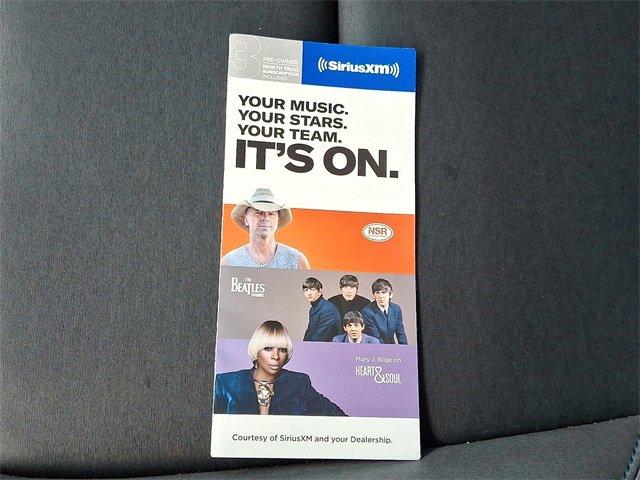 3 PRE-OWNED
MONTH TRIAL
SUBSCRIPTION
INCLUDED
SiriusXM
YOUR MUSIC.
YOUR STARS.
YOUR TEAM.
IT'S ON.
NSR
THE
BEATLES
CHANNEL
Mary J. Blige on
HEART&SOUL
Courtesy of SiriusXM and your Dealership.